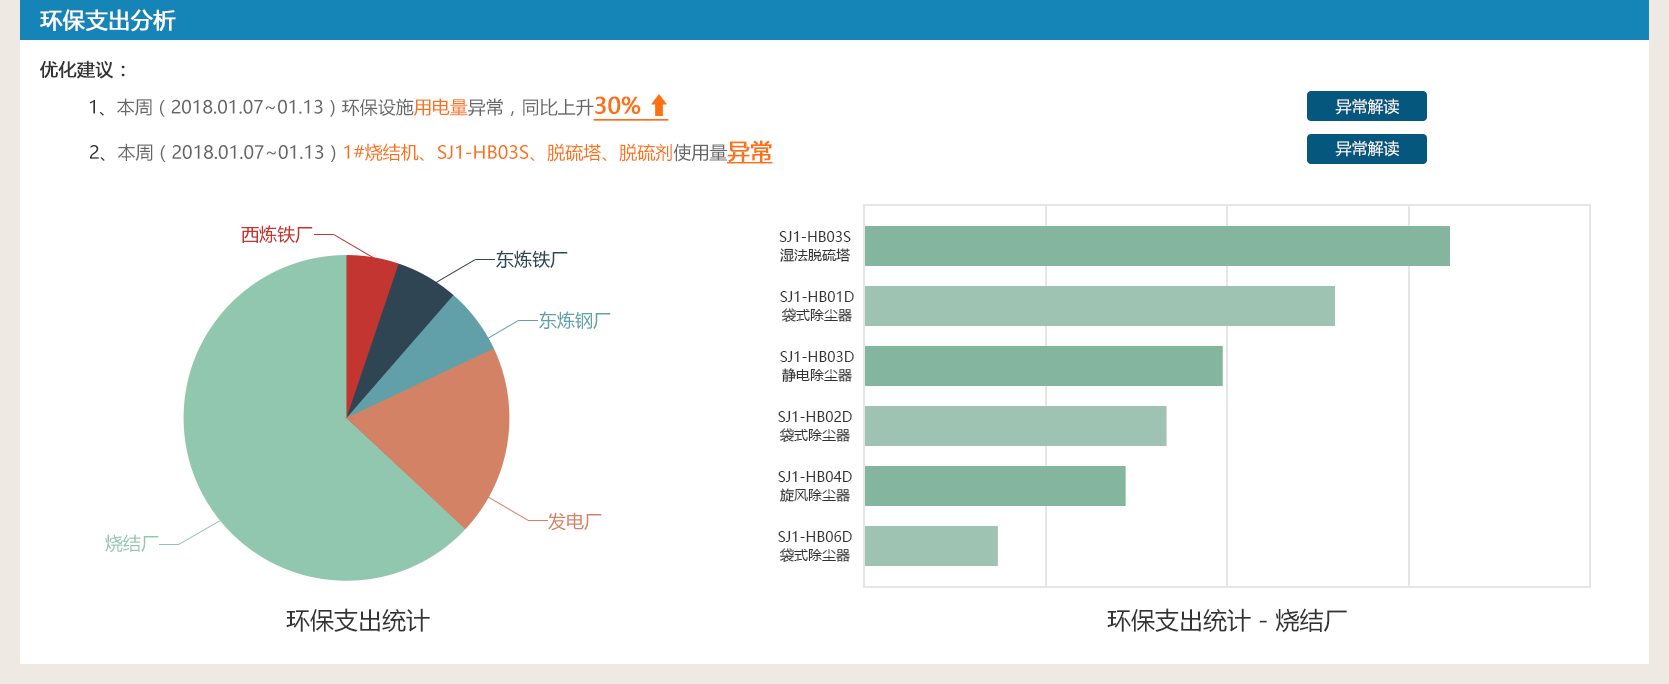 环保支出分析
优化建议：
1、本周（2018.01.07~01.13）环保设施用电量异常，同比上升30%
异常解读
2、本周（2018.01.07~01.13）1#烧结机、SJ1-HB03S、脱硫塔、脱硫剂使用量异常
异常解读
西炼铁厂
东炼铁厂
东炼钢厂
发电厂
烧结厂
环保支出统计
SJ1-HB03S
湿法脱硫塔
SJ1-HB01D
袋式除尘器
SJ1-HB03D
静电除尘器
SJ1-HB02D
袋式除尘器
SJ1-HB04D
旋风除尘器
SJ1-HB06D
袋式除尘器
环保支出统计 - 烧结厂